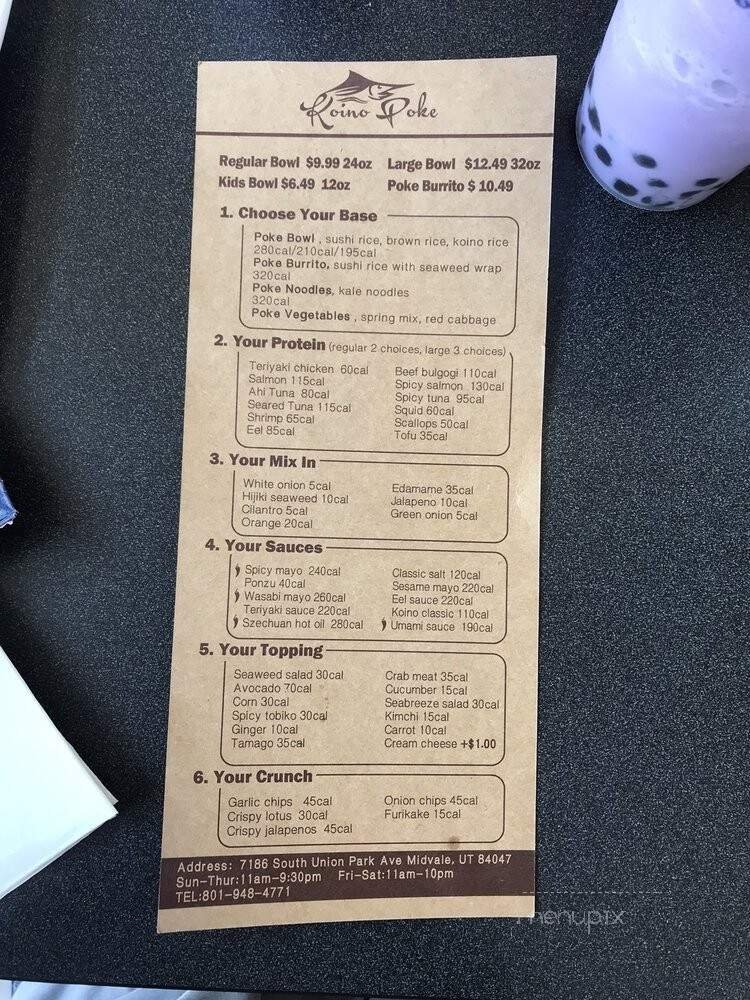 Koino Poke
Regular Bowl $9.99 24oz Large Bowl $12.49 32oz
Kids Bowl $6.49 12oz Poke Burrito $ 10.49
1. Choose Your Base
Poke Bowl , sushi rice, brown rice, koino rice
280cal/210cal/195cal
Poke Burrito, sushi rice with seaweed wrap
320cal
Poke Noodles, kale noodles
320cal
Poke Vegetables , spring mix, red cabbage
2. Your Protein (regular 2 choices, large 3 choices)
Teriyaki chicken 60cal
Salmon 115cal
Ahi Tuna 80cal
Seared Tuna 115cal
Shrimp 65cal
Eel 85cal
Beef bulgogi 110cal
Spicy salmon 130cal
Spicy tuna 95cal
Squid 60cal
Scallops 50cal
Tofu 35cal
3. Your Mix In
White onion 5cal
Hijiki seaweed 10cal
Cilantro 5cal
Orange 20cal
Edamame 35cal
Jalapeno 10cal
Green onion 5cal
4. Your Sauces
Spicy mayo 240cal
Ponzu 40cal
Wasabi mayo 260cal
Teriyaki sauce 220cal
Szechuan hot oil 280cal
Classic salt 120cal
Sesame mayo 220cal
Eel sauce 220cal
Koino classic 110cal
Umami sauce 190cal
5. Your Topping
Seaweed salad 30cal
Avocado 70cal
Corn 30cal
Spicy tobiko 30cal
Ginger 10cal
Tamago 35cal
Crab meat 35cal
Cucumber 15cal
Seabreeze salad 30cal
Kimchi 15cal
Carrot 10cal
Cream cheese +$1.00
6. Your Crunch
Garlic chips 45cal
Crispy lotus 30cal
Crispy jalapenos 45cal
Onion chips 45cal
Furikake 15cal
Address: 7186 South Union Park Ave Midvale, UT 84047
Sun-Thur:11am-9:30pm Fri-Sat:11am-10pm
TEL:801-948-4771
menupix